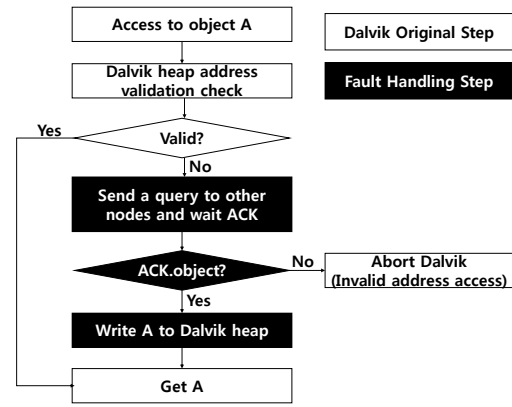 Access to object A
Dalvik Original Step
Dalvik heap address
validation check
Fault Handling Step
Yes
Valid?
No
Send a query to other
nodes and wait ACK
ACK.object?
No
Abort Dalvik
(Invalid address access)
Yes
Write A to Dalvik heap
Get A